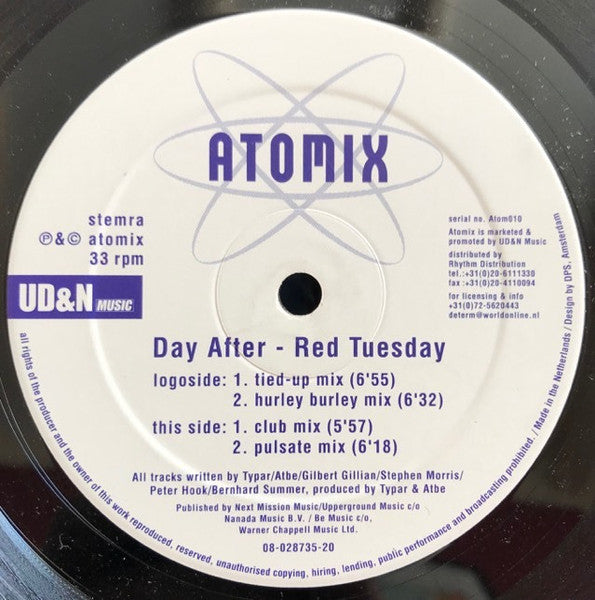 ATOMIX
stemra
℗ & © atomix
33 rpm
UD&N MUSIC
serial no. Atom010
Atomix is marketed &
promoted by UD&N Music
distributed by
Rhythm Distribution
tel.:+31(0)20-6111330
fax :+31(0)20-4110094
for licensing & info
+31(0)72-5620443
determ@worldonline.nl
Day After - Red Tuesday
logoside: 1. tied-up mix (6'55)
2. hurley burley mix (6'32)
this side: 1. club mix (5'57)
2. pulsate mix (6'18)
All tracks written by Typar/Atbe/Gilbert Gillian/Stephen Morris/
Peter Hook/Bernhard Summer, produced by Typar & Atbe
Published by Next Mission Music/Upperground Music c/o
Nanada Music B.V. / Be Music c/o,
Warner Chappell Music Ltd.
08-028735-20
all rights of the producer and the owner of this work reproduced, reserved, unauthorised copying, hiring, lending, public performance and broadcasting prohibited. / Made in the Netherlands / Design by DPS, Amsterdam